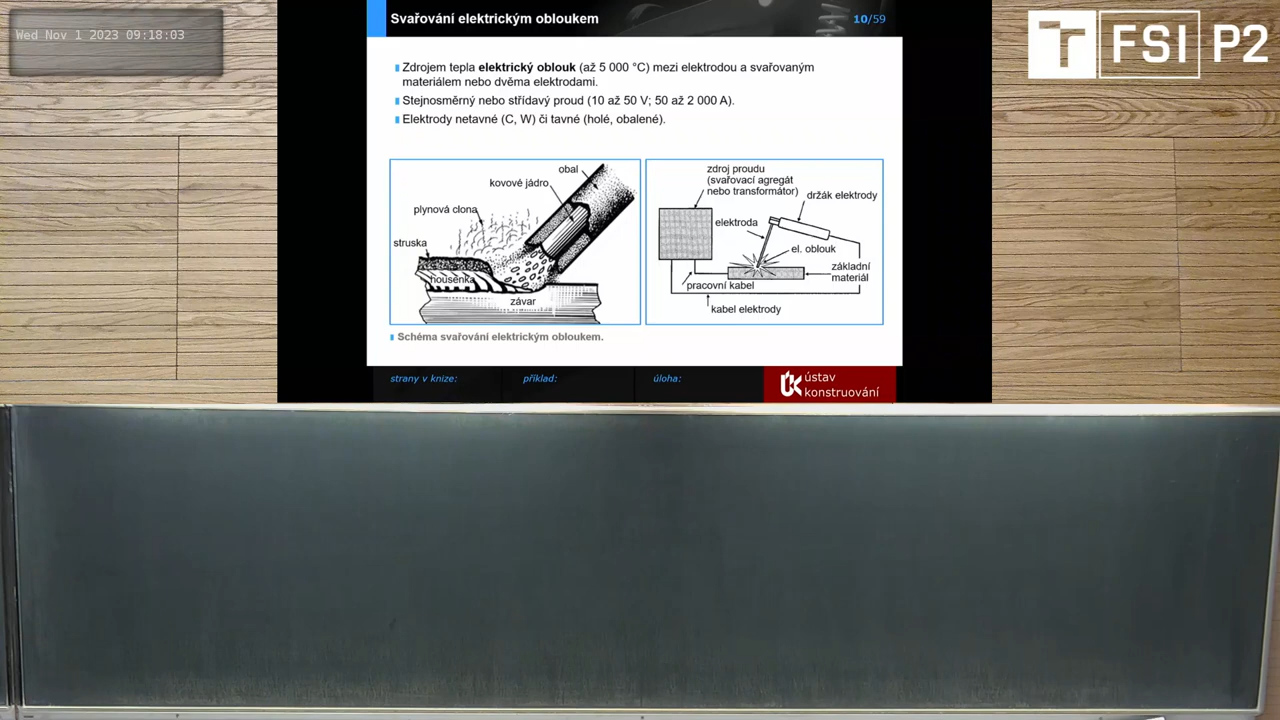 Wed Nov 1 2023 09:18:03
Svařování elektrickým obloukem
10/59
FSI P2
Zdrojem tepla elektrický oblouk (až 5 000 °C) mezi elektrodou a svařovaným
materiálem nebo dvěma elektrodami.
Stejnosměrný nebo střídavý proud (10 až 50 V; 50 až 2 000 A).
Elektrody netavné (C, W) či tavné (holé, obalené).
obal
kovové jádro
plynová clona
struska
housenka
závar
zdroj proudu
(svařovací agregát
nebo transformátor)
držák elektrody
elektroda
el. oblouk
základní
materiál
pracovní kabel
kabel elektrody
Schéma svařování elektrickým obloukem.
strany v knize:
příklad:
úloha:
ústav
konstruování